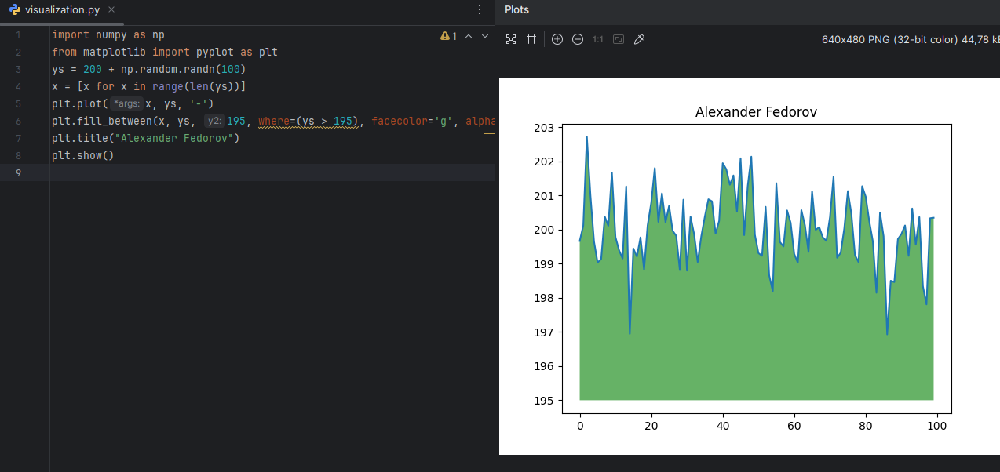 visualization.py
Plots
1 import numpy as np
1
2 from matplotlib import pyplot as plt
3 ys = 200 + np.random.randn(100)
4 x = [x for x in range(len(ys))]
5 plt.plot( *args: x, ys, '-')
6 plt.fill_between(x, ys, y2: 195, where=(ys > 195), facecolor='g', alpha
7 plt.title("Alexander Fedorov")
8 plt.show()
9
1:1
640x480 PNG (32-bit color) 44,78 kB
Alexander Fedorov
203
202
201
200
199
198
197
196
195
0 20 40 60 80 100